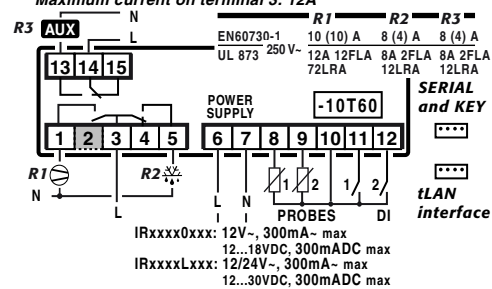 Maximum current on terminal 3: 12A
N
R3 AUX
L
13 14 15
R1 R2 R3
EN60730-1 10 (10) A 8 (4) A 8 (4) A
250 V~
UL 873 12A 12FLA 8A 2FLA 8A 2FLA
72LRA 12LRA 12LRA
SERIAL
and KEY
POWER
SUPPLY
-10T60
1 2 3 4 5 6 7 8 9 10 11 12
R1 R2 1 2 1 2
N
L L N PROBES DI
tLAN
interface
IRxxxx0xxx: 12V~, 300mA~ max
12...18VDC, 300mADC max
IRxxxxLxxx: 12/24V~, 300mA~ max
12...30VDC, 300mADC max